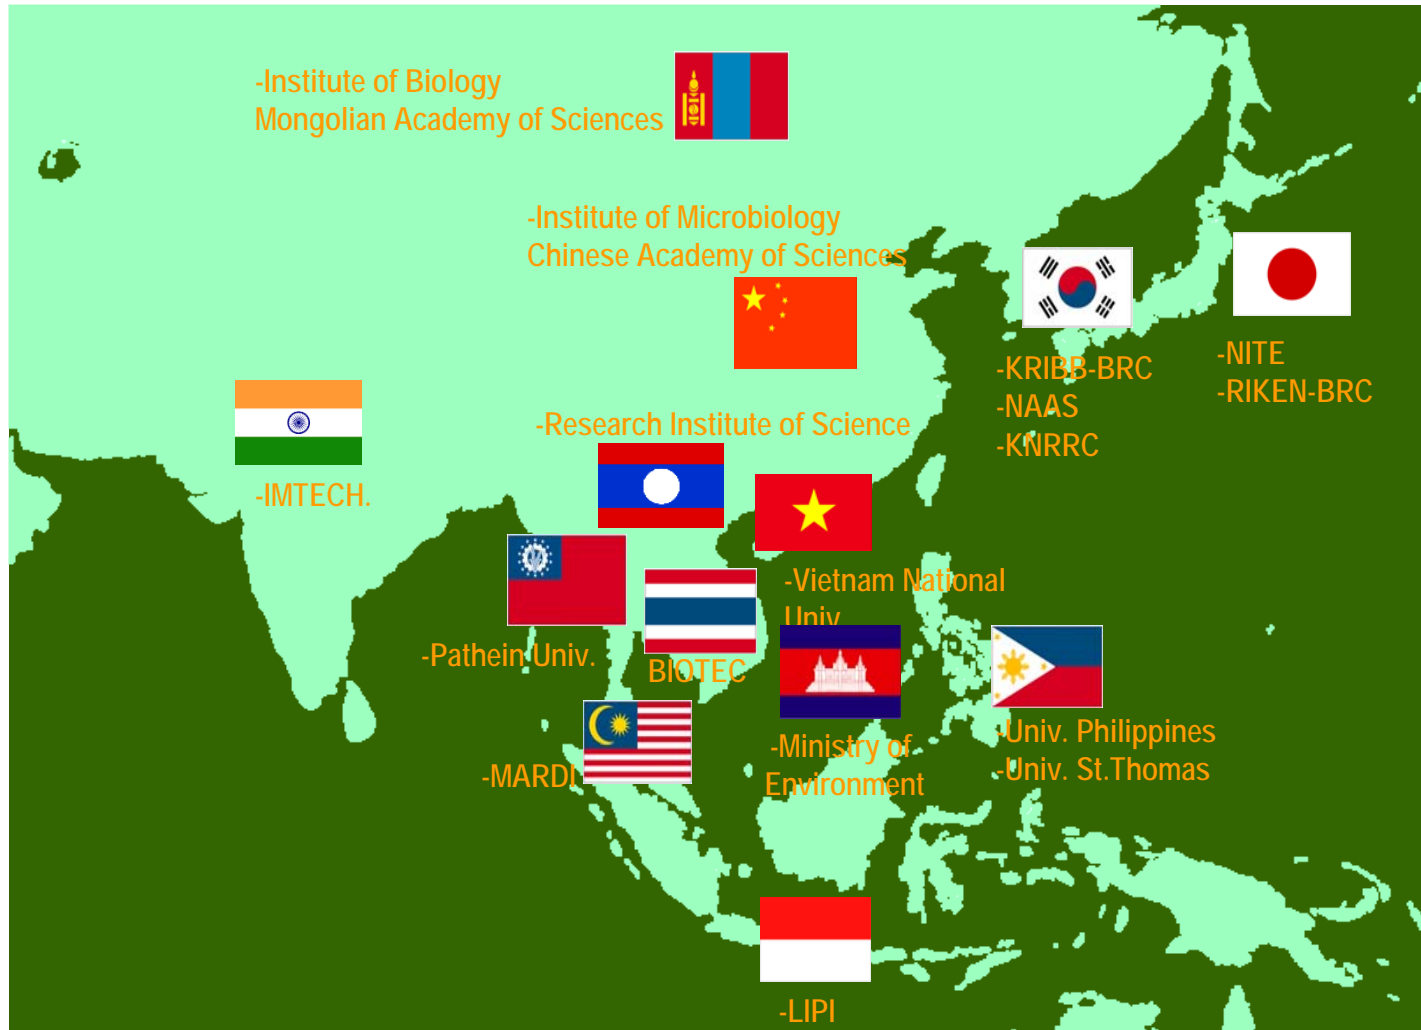 -Institute of Biology
Mongolian Academy of Sciences
-Institute of Microbiology
Chinese Academy of Sciences
-KRIBB-BRC
-NAAS
-KNRRC
-NITE
-RIKEN-BRC
-Research Institute of Science
-IMTECH.
-Vietnam National
Univ
-Pathein Univ.
BIOTEC
-MARDI
-Ministry of
Environment
-Univ. Philippines
-Univ. St.Thomas
-LIPI